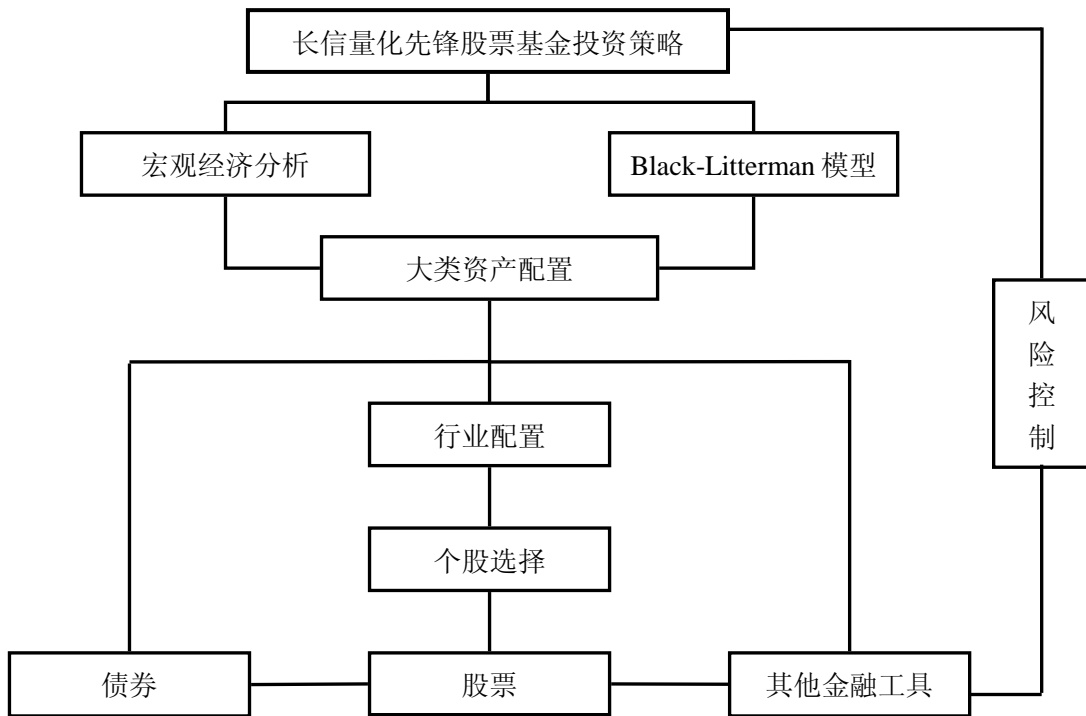 长信量化先锋股票基金投资策略
宏观经济分析
Black-Litterman 模型
大类资产配置
风
险
控
制
行业配置
个股选择
债券
股票
其他金融工具